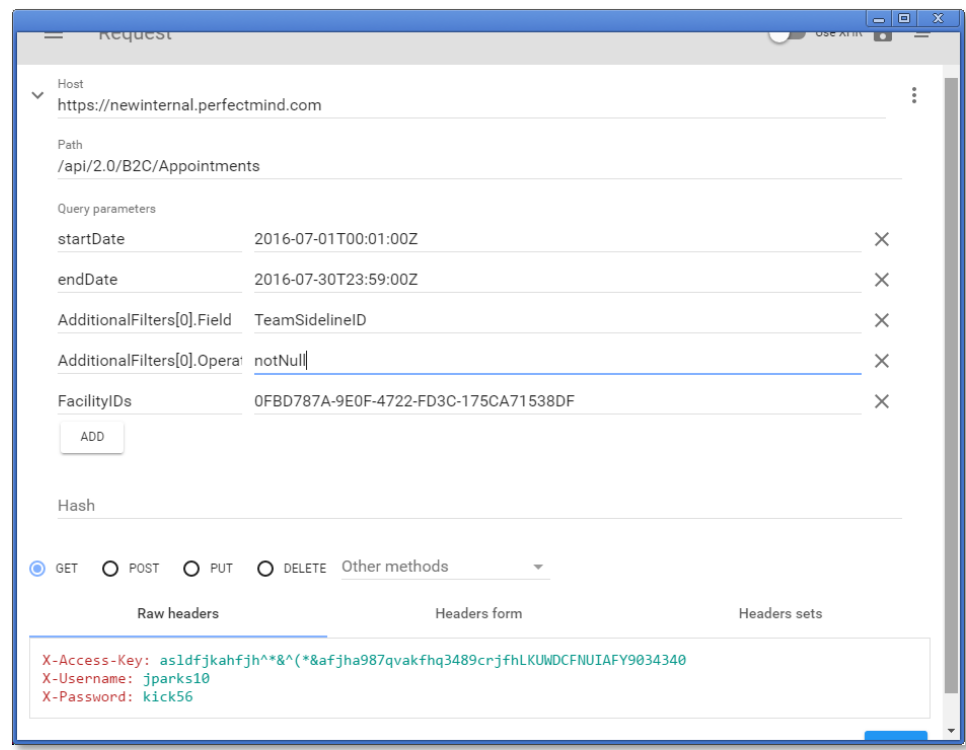 Request
Use XHR
Host
https://newinternal.perfectmind.com
Path
/api/2.0/B2C/Appointments
Query parameters
startDate 2016-07-01T00:01:00Z
endDate 2016-07-30T23:59:00Z
AdditionalFilters[0].Field TeamSidelineID
AdditionalFilters[0].Operat notNull
FacilityIDs 0FBD787A-9E0F-4722-FD3C-175CA71538DF
ADD
Hash
GET POST PUT DELETE Other methods
Raw headers Headers form Headers sets
X-Access-Key: asldfjkahfjh^*&^(*&afjha987qvakfhq3489crjfhLKUWDCFNUIAFY9034340
X-Username: jparks10
X-Password: kick56